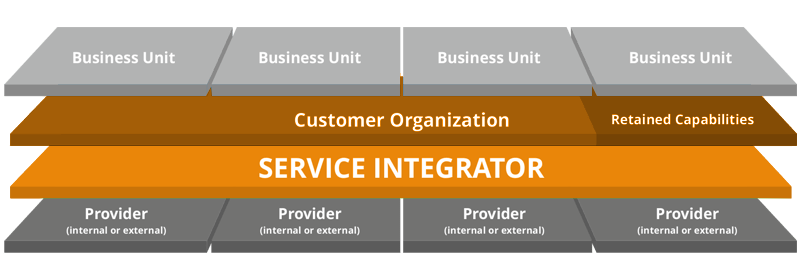 Business Unit Business Unit Business Unit Business Unit
Customer Organization Retained Capabilities
SERVICE INTEGRATOR
Provider Provider Provider Provider
(internal or external) (internal or external) (internal or external) (internal or external)